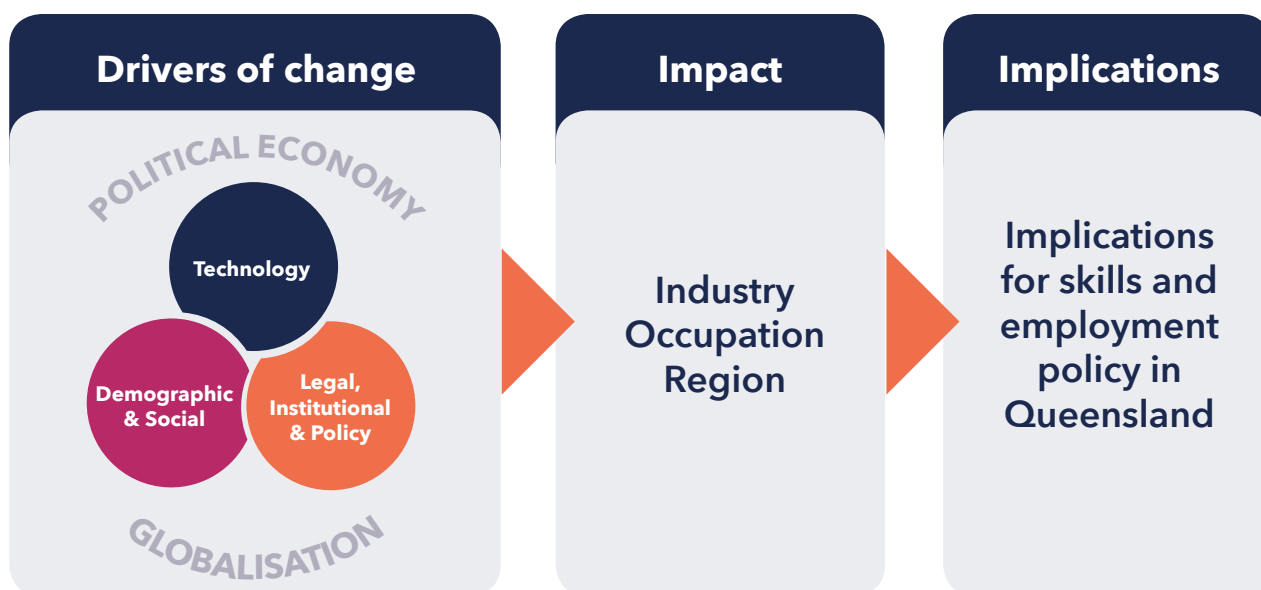 Drivers of change
POLITICAL ECONOMY
Technology
Demographic
& Social
Legal,
Institutional
& Policy
GLOBALISATION
Impact
Industry
Occupation
Region
Implications
Implications
for skills and
employment
policy in
Queensland